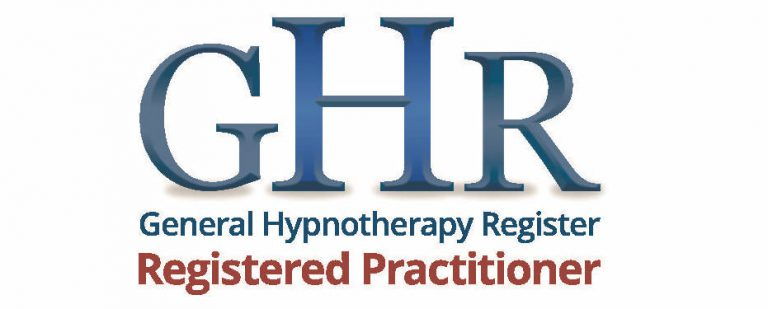 GHR
General Hypnotherapy Register
Registered Practitioner